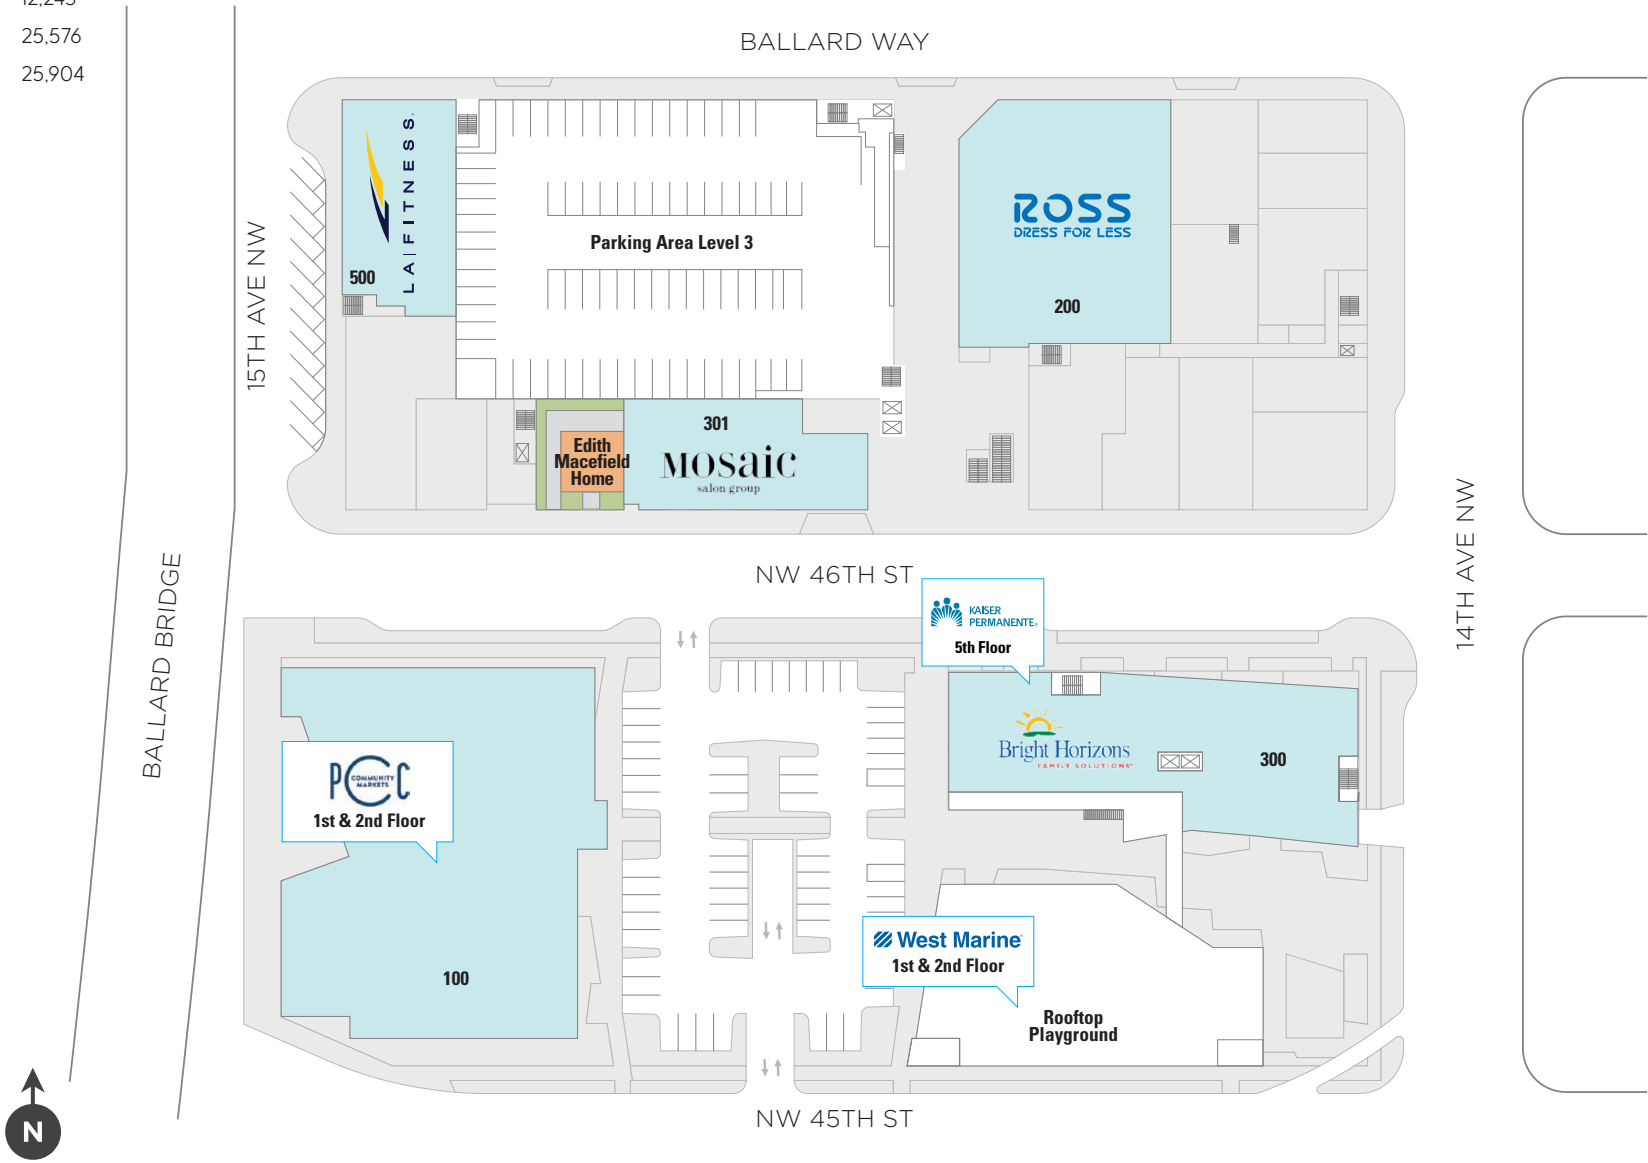 25,576
25,904
BALLARD WAY
15TH AVE NW
LA|FITNESS.
500
Parking Area Level 3
ROSS
DRESS FOR LESS
200
301
MOSaic
salon group
Edith
Macefield
Home
BALLARD BRIDGE
NW 46TH ST
14TH AVE NW
KAISER
PERMANENTE®
5th Floor
Bright Horizons
FAMILY SOLUTIONS
300
PCC
COMMUNITY
MARKETS
1st & 2nd Floor
100
West Marine
1st & 2nd Floor
Rooftop
Playground
NW 45TH ST
N